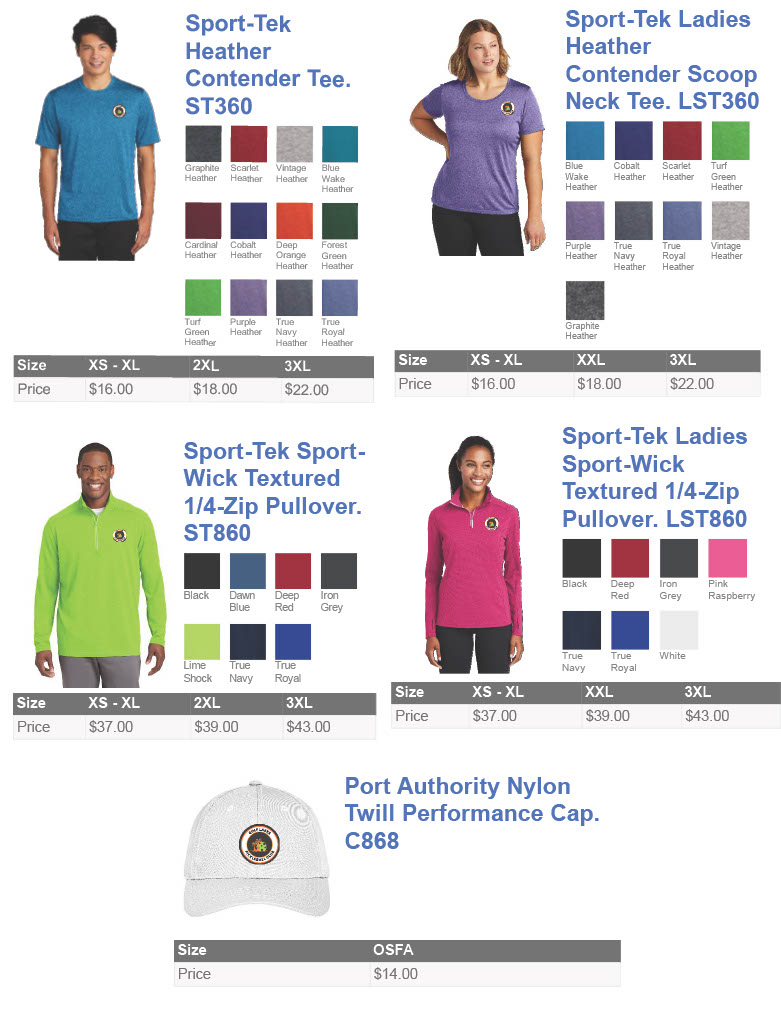 Sport-Tek
Heather
Contender Tee.
ST360
Graphite Heather
Scarlet Heather
Vintage Heather
Blue Wake Heather
Cardinal Heather
Cobalt Heather
Deep Orange Heather
Forest Green Heather
Turf Green Heather
Purple Heather
True Navy Heather
True Royal Heather
Size XS - XL 2XL 3XL
Price $16.00 $18.00 $22.00
Sport-Tek Ladies
Heather
Contender Scoop
Neck Tee. LST360
Blue Wake Heather
Cobalt Heather
Scarlet Heather
Turf Green Heather
Purple Heather
True Navy Heather
True Royal Heather
Vintage Heather
Graphite Heather
Size XS - XL XXL 3XL
Price $16.00 $18.00 $22.00
Sport-Tek Sport-
Wick Textured
1/4-Zip Pullover.
ST860
Black
Dawn Blue
Deep Red
Iron Grey
Lime Shock
True Navy
True Royal
Size XS - XL 2XL 3XL
Price $37.00 $39.00 $43.00
Sport-Tek Ladies
Sport-Wick
Textured 1/4-Zip
Pullover. LST860
Black
Deep Red
Iron Grey
Pink Raspberry
True Navy
True Royal
White
Size XS - XL XXL 3XL
Price $37.00 $39.00 $43.00
Port Authority Nylon
Twill Performance Cap.
C868
Size OSFA
Price $14.00